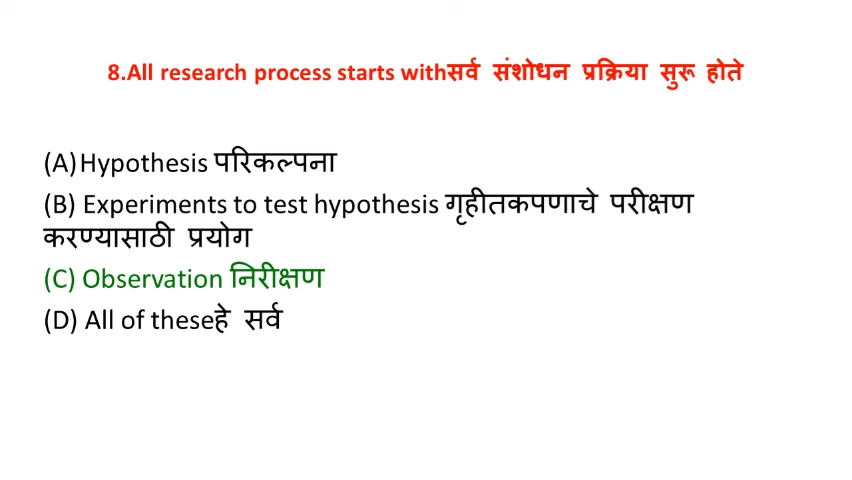 8.All research process starts withसर्व संशोधन प्रक्रिया सुरू होते
(A)Hypothesis परिकल्पना
(B) Experiments to test hypothesis गृहीतकपणाचे परीक्षण
करण्यासाठी प्रयोग
(C) Observation निरीक्षण
(D) All of theseहे सर्व